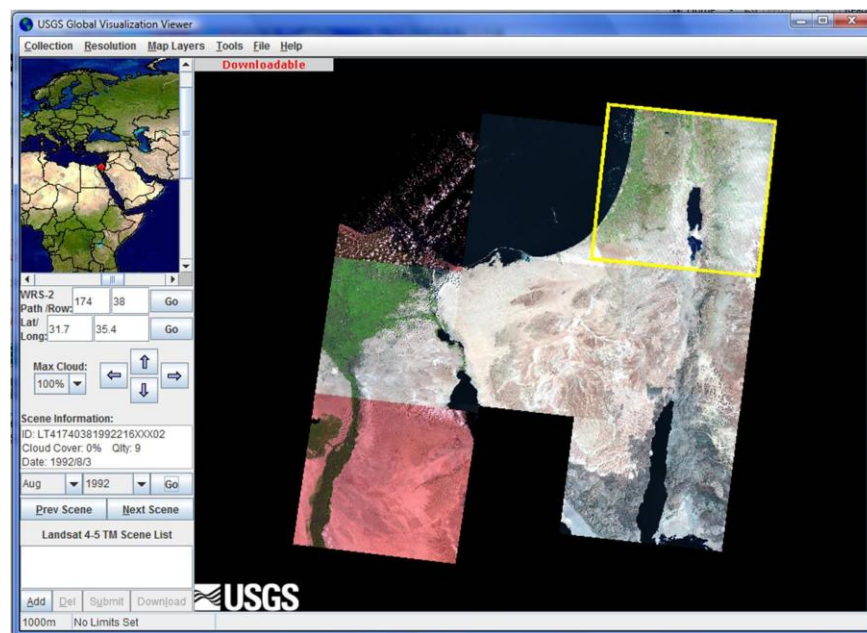 USGS Global Visualization Viewer
Collection Resolution Map Layers Tools File Help
Downloadable
WRS-2
Path /Row: 174 38 Go
Lat/
Long: 31.7 35.4 Go
Max Cloud:
100%
Scene Information:
ID: LT41740381992216XXX02
Cloud Cover: 0% Qlty: 9
Date: 1992/8/3
Aug 1992 Go
Prev Scene Next Scene
Landsat 4-5 TM Scene List
Add Del Submit Download
USGS
1000m No Limits Set